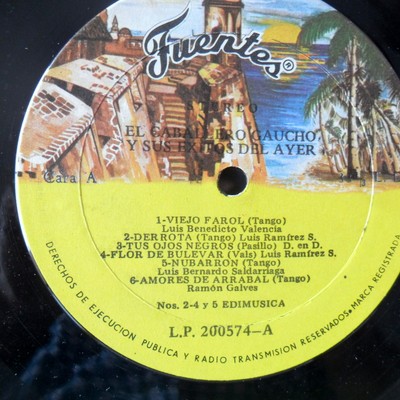 Fuentes®
STEREO
EL CABALLERO GAUCHO
Y SUS EXITOS DEL AYER
Cara A
1-VIEJO FAROL (Tango)
Luis Benedicto Valencia
2-DERROTA (Tango) Luis Ramírez S.
3-TUS OJOS NEGROS (Pasillo) D. en D.
4-FLOR DE BULEVAR (Vals) Luis Ramírez S.
5-NUBARRON (Tango)
Luis Bernardo Saldarriaga
6-AMORES DE ARRABAL (Tango)
Ramón Galves
Nos. 2-4 y 5 EDIMUSICA
L.P. 200574-A
DERECHOS DE EJECUCION PUBLICA Y RADIO TRANSMISION RESERVADOS. MARCA REGISTRADA